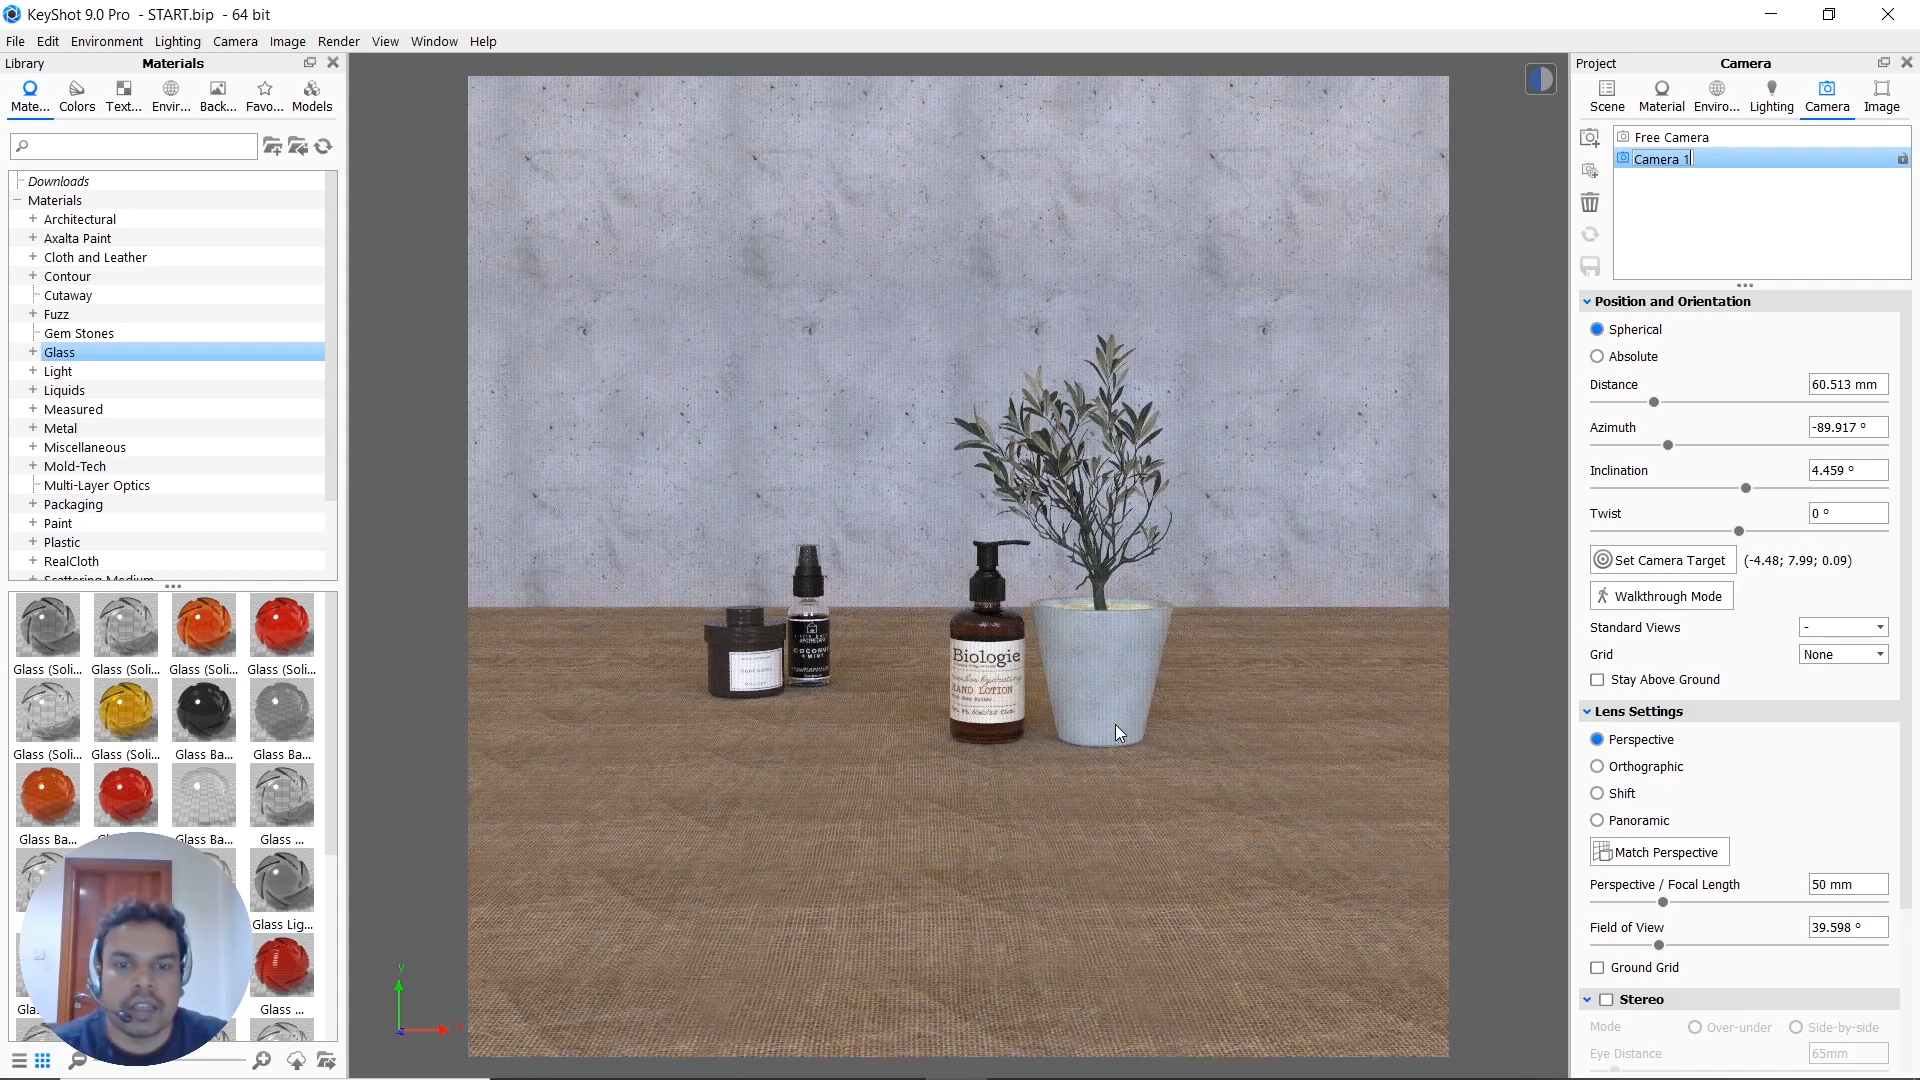 KeyShot 9.0 Pro - START.bip - 64 bit
File Edit Environment Lighting Camera Image Render View Window Help
Library Materials
Mate... Colors Text... Envir... Back... Favo... Models
Downloads
Materials
Architectural
Axalta Paint
Cloth and Leather
Contour
Cutaway
Fuzz
Gem Stones
Glass
Light
Liquids
Measured
Metal
Miscellaneous
Mold-Tech
Multi-Layer Optics
Packaging
Paint
Plastic
RealCloth
Scattering Medium
Glass (Soli... Glass (Soli... Glass (Soli... Glass (Soli...
Glass (Soli... Glass (Soli... Glass Ba... Glass Ba...
Glass Ba... Glass Ba... Glass ...
Glass Lig...
Glass ...
COCONUT
+ MINT
Biologie
HAND LOTION
y
x
z
Project Camera
Scene Material Enviro... Lighting Camera Image
Free Camera
Camera 1
Position and Orientation
Spherical
Absolute
Distance 60.513 mm
Azimuth -89.917 °
Inclination 4.459 °
Twist 0 °
Set Camera Target (-4.48; 7.99; 0.09)
Walkthrough Mode
Standard Views -
Grid None
Stay Above Ground
Lens Settings
Perspective
Orthographic
Shift
Panoramic
Match Perspective
Perspective / Focal Length 50 mm
Field of View 39.598 °
Ground Grid
Stereo
Mode Over-under Side-by-side
Eye Distance 65mm